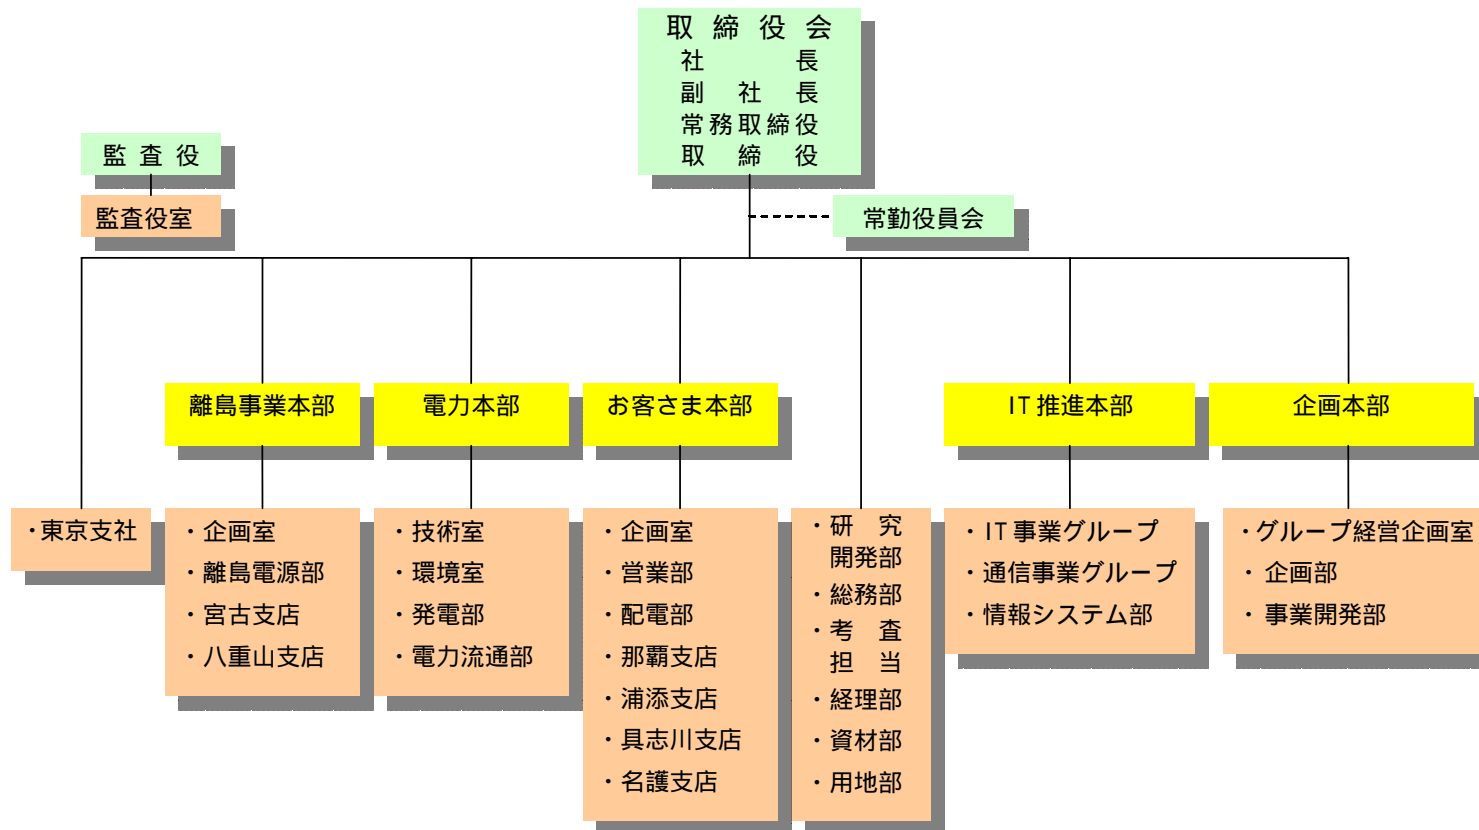 取締役会
社長
副社長
常務取締役
取締役
監査役
監査役室
常勤役員会
離島事業本部
電力本部
お客さま本部
IT推進本部
企画本部
・東京支社
・企画室
・離島電源部
・宮古支店
・八重山支店
・技術室
・環境室
・発電部
・電力流通部
・企画室
・営業部
・配電部
・那覇支店
・浦添支店
・具志川支店
・名護支店
・研究
開発部
・総務部
・考査
担当
・経理部
・資材部
・用地部
・IT事業グループ
・通信事業グループ
・情報システム部
・グループ経営企画室
・企画部
・事業開発部